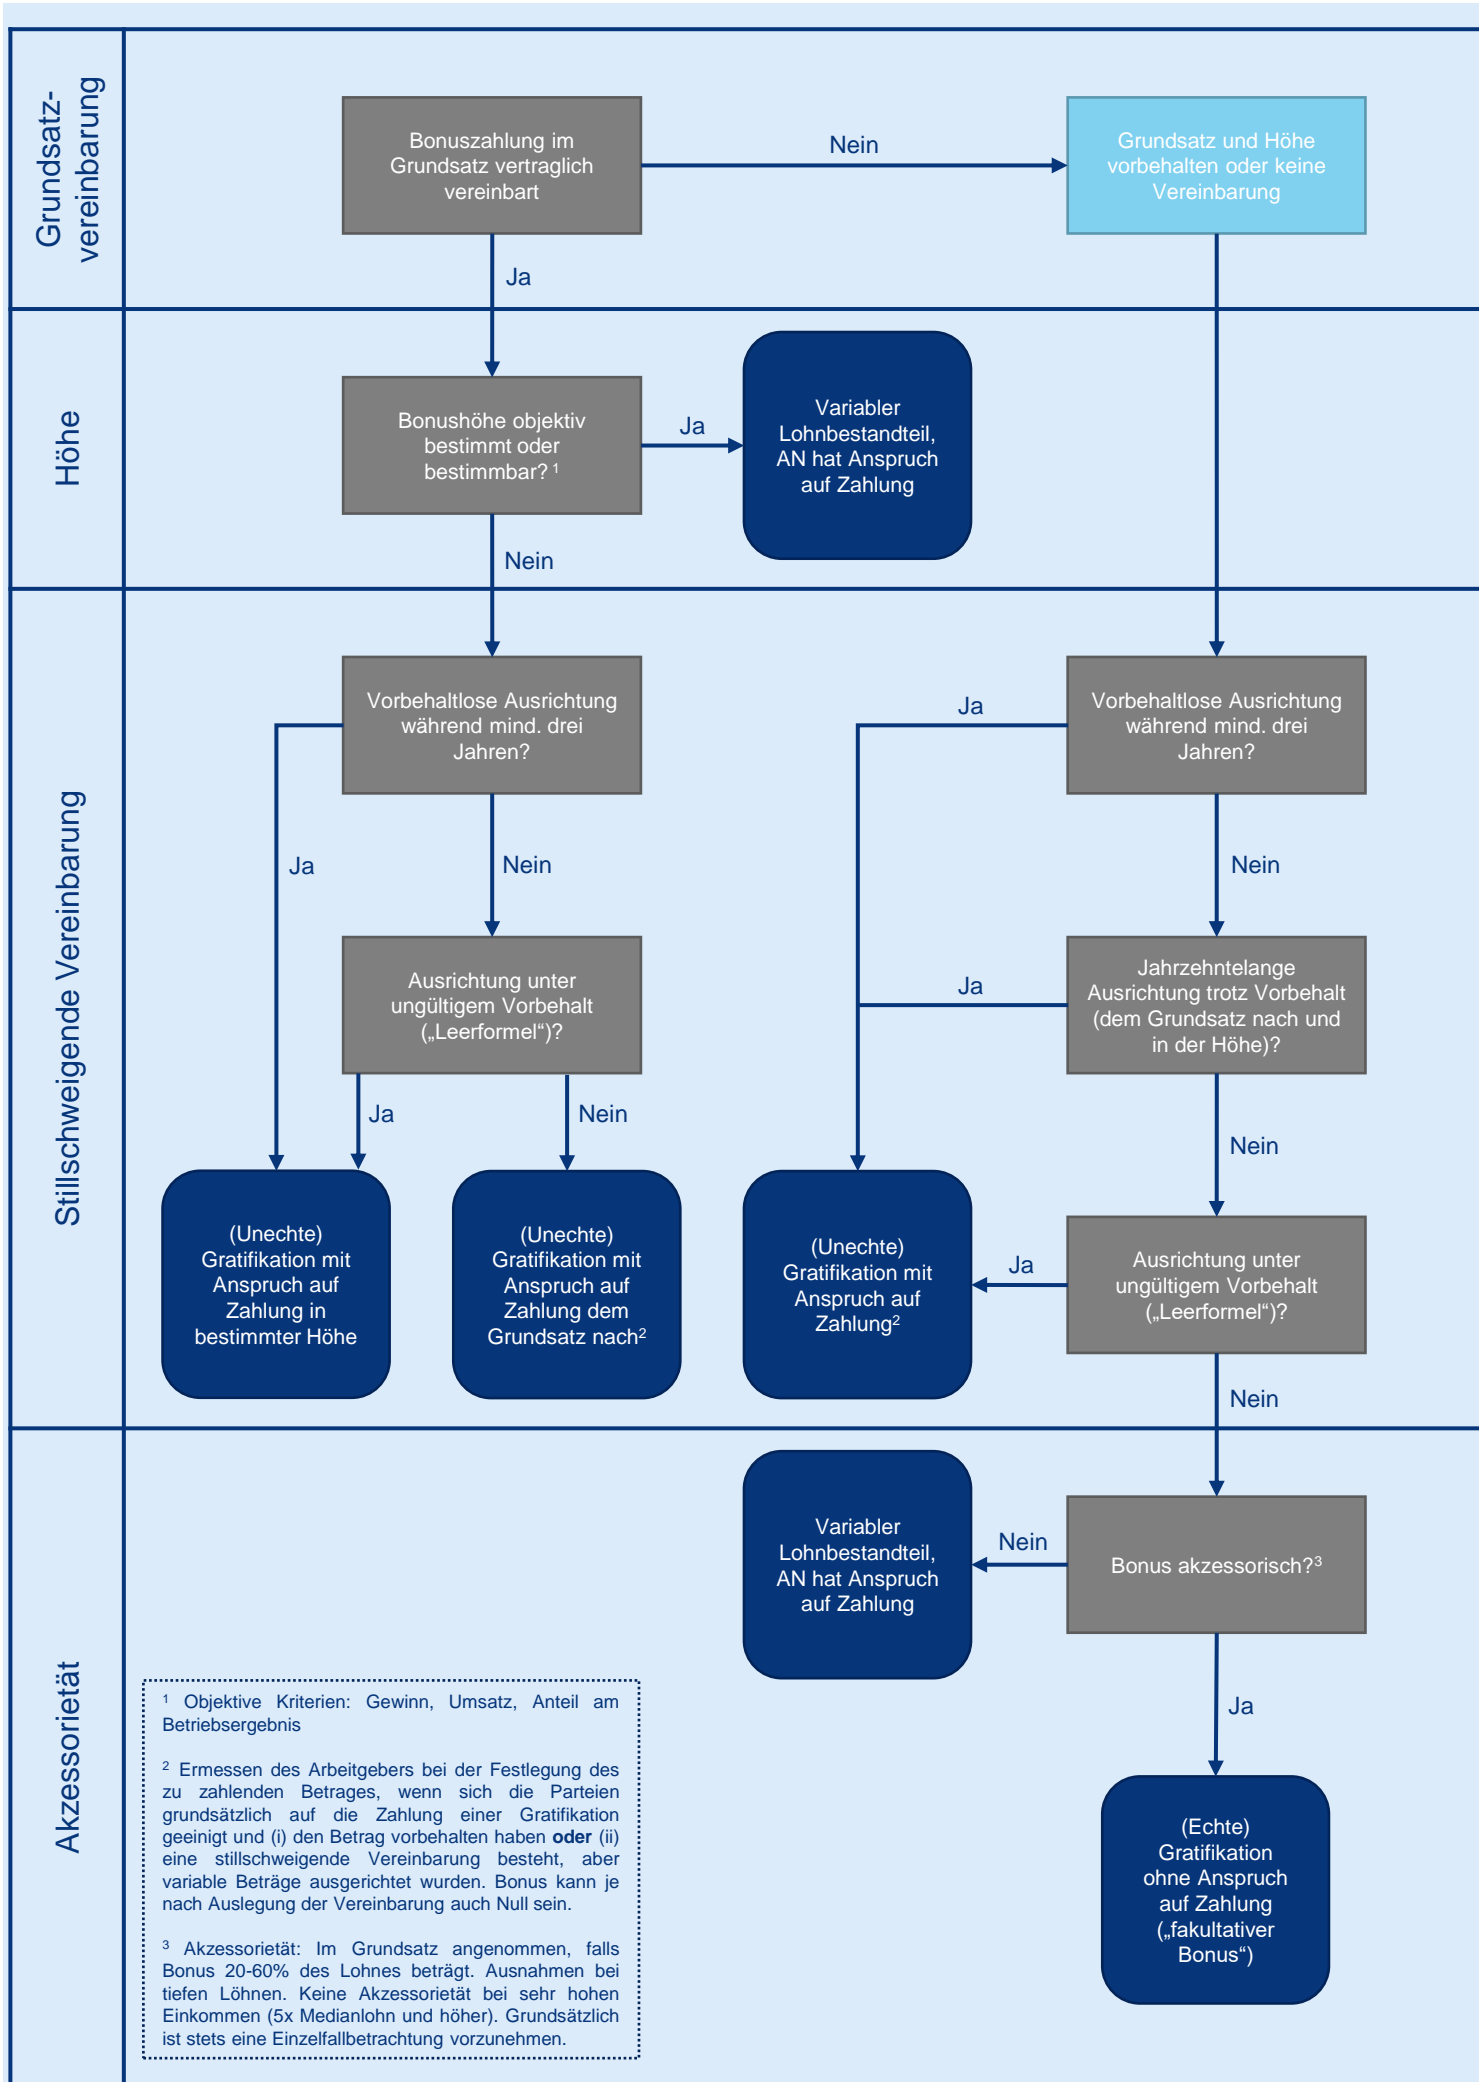 Grundsatz-
vereinbarung
Bonuszahlung im
Grundsatz vertraglich
vereinbart
Nein
Grundsatz und Höhe
vorbehalten oder keine
Vereinbarung
Ja
Höhe
Bonushöhe objektiv
bestimmt oder
bestimmbar? ¹
Ja
Variabler
Lohnbestandteil,
AN hat Anspruch
auf Zahlung
Nein
Stillschweigende Vereinbarung
Vorbehaltlose Ausrichtung
während mind. drei
Jahren?
Ja
Vorbehaltlose Ausrichtung
während mind. drei
Jahren?
Ja
Nein
Nein
Ausrichtung unter
ungültigem Vorbehalt
(„Leerformel“)?
Ja
Jahrzehntelange
Ausrichtung trotz Vorbehalt
(dem Grundsatz nach und
in der Höhe)?
Ja
Nein
Nein
(Unechte)
Gratifikation mit
Anspruch auf
Zahlung in
bestimmter Höhe
(Unechte)
Gratifikation mit
Anspruch auf
Zahlung dem
Grundsatz nach²
(Unechte)
Gratifikation mit
Anspruch auf
Zahlung²
Ja
Ausrichtung unter
ungültigem Vorbehalt
(„Leerformel“)?
Nein
Akzessorietät
Variabler
Lohnbestandteil,
AN hat Anspruch
auf Zahlung
Nein
Bonus akzessorisch?³
Ja
(Echte)
Gratifikation
ohne Anspruch
auf Zahlung
(„fakultativer
Bonus“)
¹ Objektive Kriterien: Gewinn, Umsatz, Anteil am
Betriebsergebnis
² Ermessen des Arbeitgebers bei der Festlegung des
zu zahlenden Betrages, wenn sich die Parteien
grundsätzlich auf die Zahlung einer Gratifikation
geeinigt und (i) den Betrag vorbehalten haben oder (ii)
eine stillschweigende Vereinbarung besteht, aber
variable Beträge ausgerichtet wurden. Bonus kann je
nach Auslegung der Vereinbarung auch Null sein.
³ Akzessorietät: Im Grundsatz angenommen, falls
Bonus 20-60% des Lohnes beträgt. Ausnahmen bei
tiefen Löhnen. Keine Akzessorietät bei sehr hohen
Einkommen (5x Medianlohn und höher). Grundsätzlich
ist stets eine Einzelfallbetrachtung vorzunehmen.